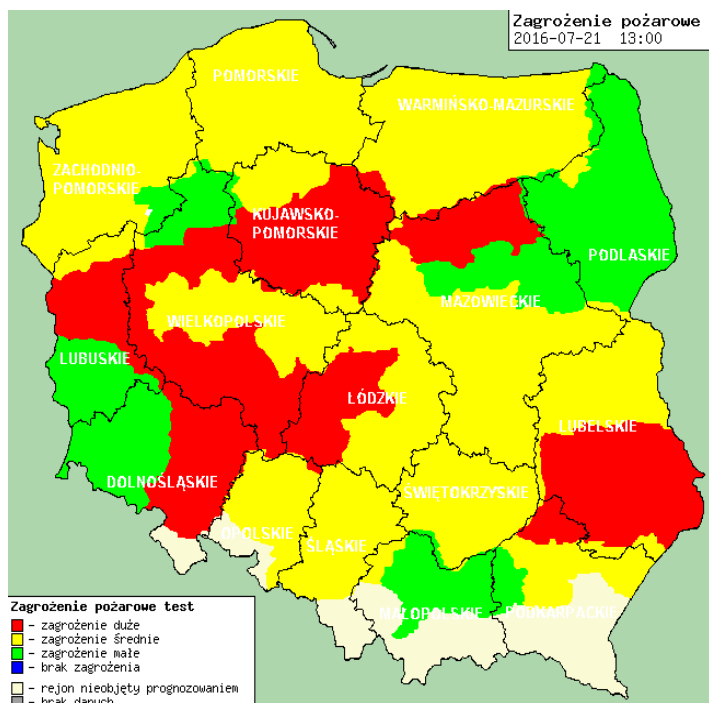 Zagrożenie pożarowe
2016-07-21 13:00
POMORSKIE
WARMIŃSKO-MAZURSKIE
ZACHODNIO-
POMORSKIE
KUJAWSKO-
POMORSKIE
PODLASKIE
MAZOWIECKIE
WIELKOPOLSKIE
LUBUSKIE
ŁÓDZKIE
LUBELSKIE
DOLNOŚLĄSKIE
ŚWIĘTOKRZYSKIE
OPOLSKIE
ŚLĄSKIE
MAŁOPOLSKIE
PODKARPACKIE
Zagrożenie pożarowe test
- zagrożenie duże
- zagrożenie średnie
- zagrożenie małe
- brak zagrożenia
- rejon nieobjęty prognozowaniem
- brak danych